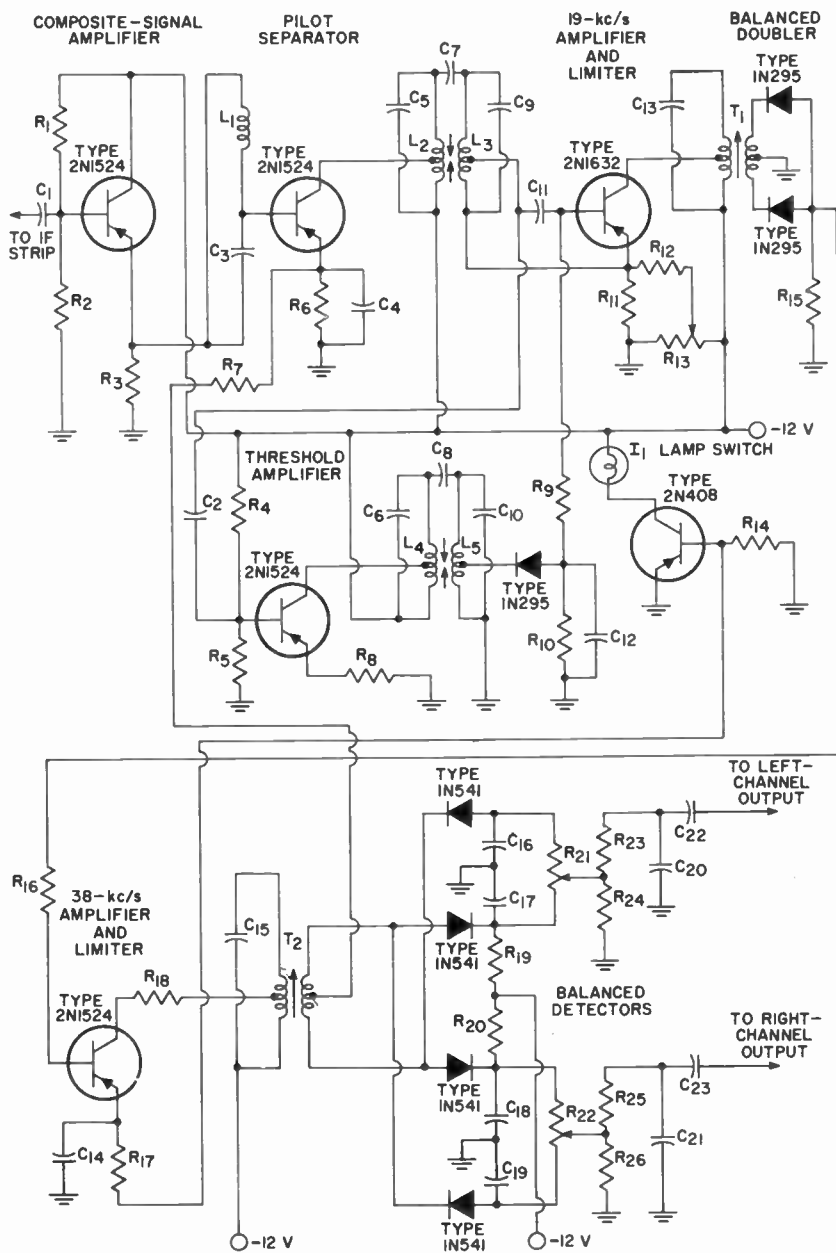 COMPOSITE-SIGNAL
AMPLIFIER
PILOT
SEPARATOR
19-kc/s
AMPLIFIER
AND
LIMITER
BALANCED
DOUBLER
TYPE
1N295
C7
C5
C9
C13
T1
R1
L1
L2
L3
TYPE
2N1524
TYPE
2N1524
TYPE
2N1632
C1
C11
TO IF
STRIP
C3
TYPE
1N295
R2
R6
C4
R12
R11
R15
R3
R7
R13
-12 V
THRESHOLD
AMPLIFIER
C8
I1 LAMP SWITCH
TYPE
2N408
C2
R4
C6
C10
R9
R14
L4
L5
TYPE
2N1524
TYPE
1N295
R5
R8
R10
C12
TYPE
1N541
TO LEFT-
CHANNEL
OUTPUT
C22
C16
R21
R23
C20
R16
38-kc/s
AMPLIFIER
AND
LIMITER
C15
T2
C17
R24
TYPE
1N541
R19
R18
TYPE
2N1524
BALANCED
DETECTORS
R20
TO RIGHT-
CHANNEL
OUTPUT
TYPE
1N541
C23
C18
R22
R25
C21
C14
R17
C19
R26
TYPE
1N541
-12 V
-12 V